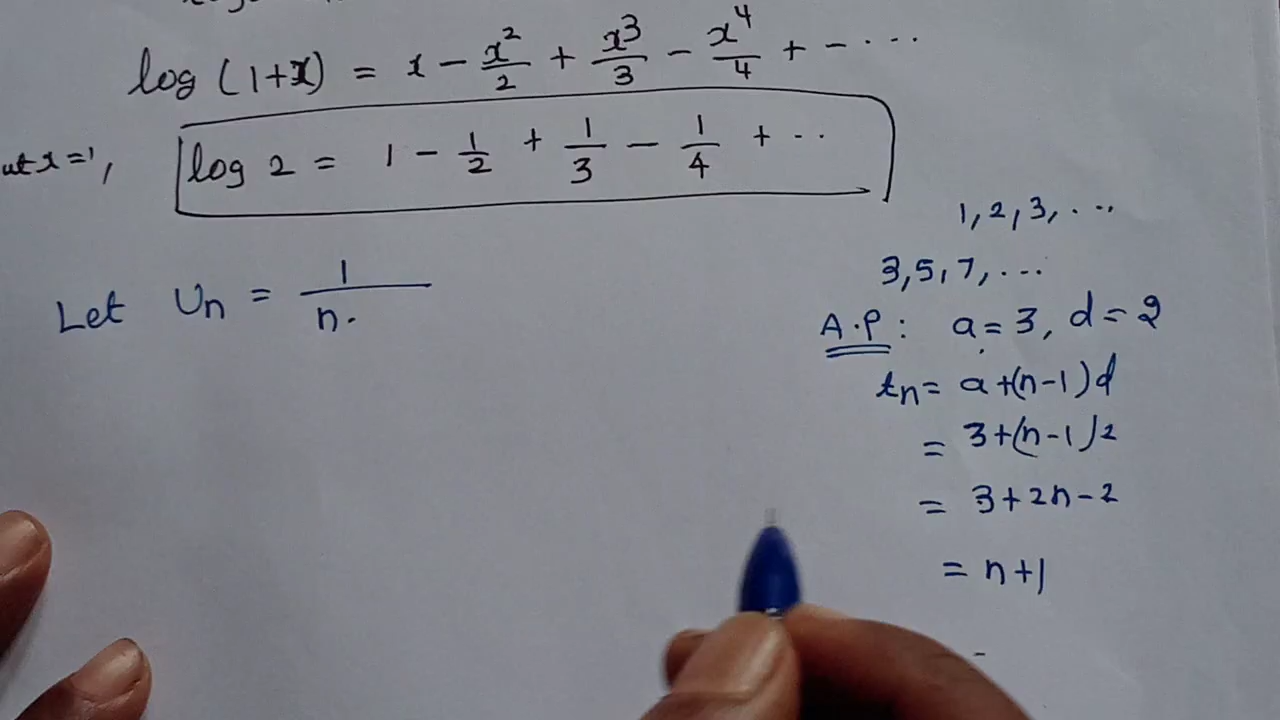 log (1+x) = x - x²/2 + x³/3 - x⁴/4 + - ...
ut x = 1, log 2 = 1 - 1/2 + 1/3 - 1/4 + ..
1, 2, 3, ...
3, 5, 7, ...
Let Un = 1/n.
A.P : a = 3, d = 2
tn = a+(n-1)d
= 3+(n-1)2
= 3+2n-2
= n+1